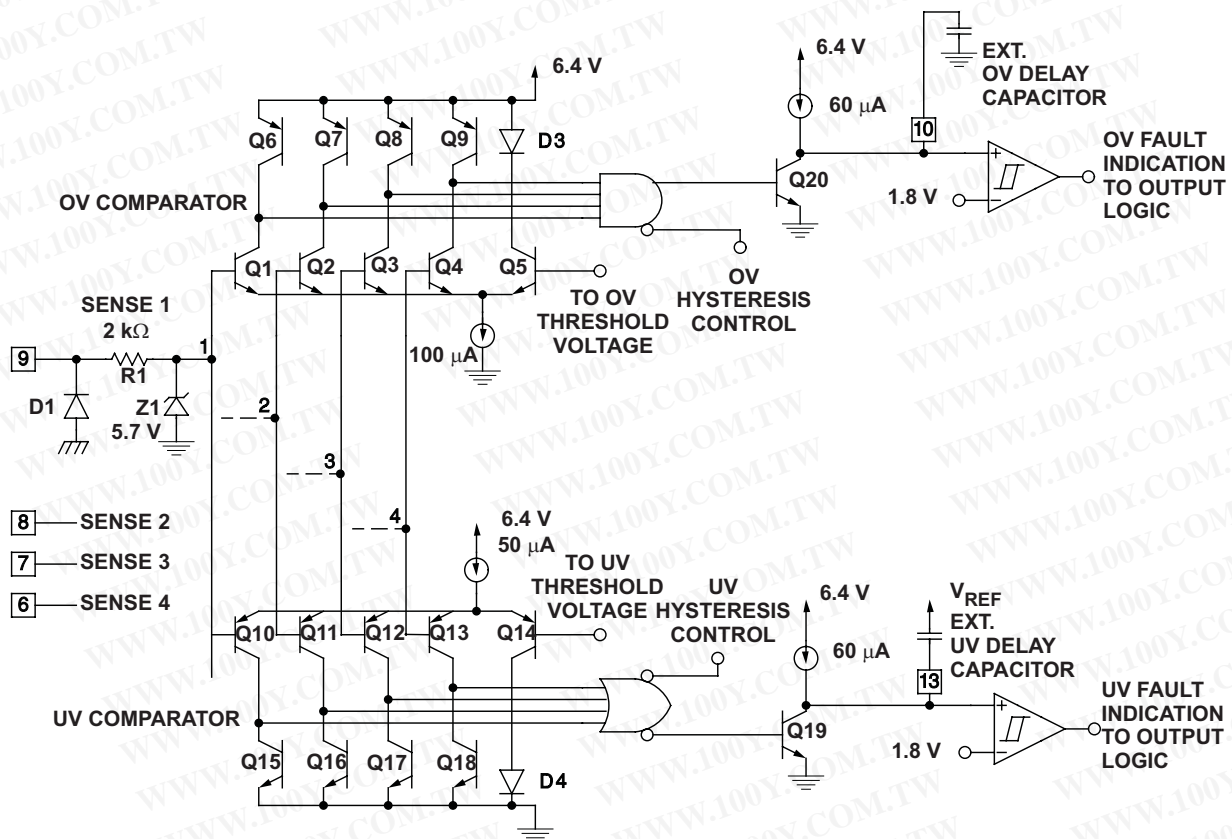 6.4 V
Q6
Q7
Q8
Q9
D3
OV COMPARATOR
Q1
Q2
Q3
Q4
Q5
TO OV
THRESHOLD
VOLTAGE
OV
HYSTERESIS
CONTROL
100 μA
6.4 V
60 μA
Q20
EXT.
OV DELAY
CAPACITOR
10
+
1.8 V
−
OV FAULT
INDICATION
TO OUTPUT
LOGIC
SENSE 1
2 kΩ
9
R1
1
D1
Z1
5.7 V
2
3
4
8 SENSE 2
7 SENSE 3
6 SENSE 4
6.4 V
50 μA
TO UV
THRESHOLD
VOLTAGE
UV
HYSTERESIS
CONTROL
Q10
Q11
Q12
Q13
Q14
UV COMPARATOR
Q15
Q16
Q17
Q18
D4
6.4 V
60 μA
Q19
VREF
EXT.
UV DELAY
CAPACITOR
13
+
1.8 V
−
UV FAULT
INDICATION
TO OUTPUT
LOGIC
WWW.100Y.COM.TW